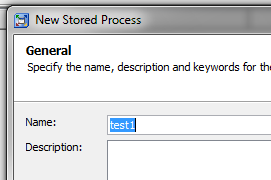 New Stored Process
General
Specify the name, description and keywords for the
Name:
test1
Description: